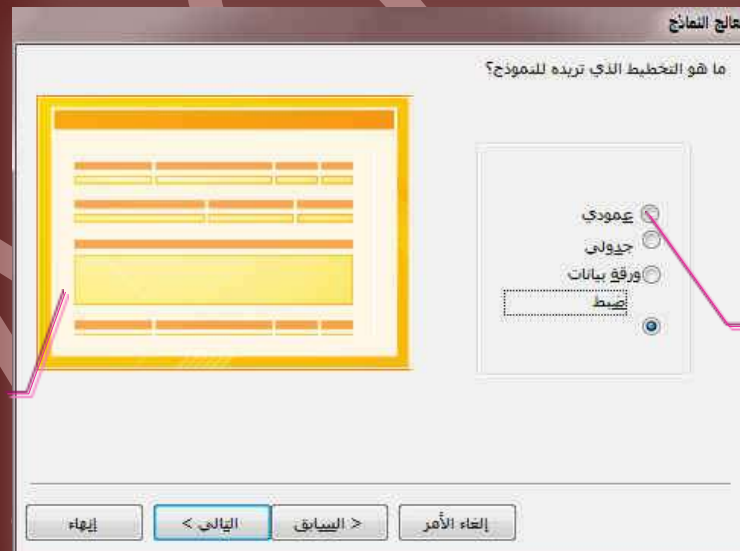 معالج النماذج
ما هو التخطيط الذي تريده للنموذج؟
عمودي
جدولي
ورقة بيانات
ضبط
إلغاء الأمر
< السابق
التالي >
إنهاء